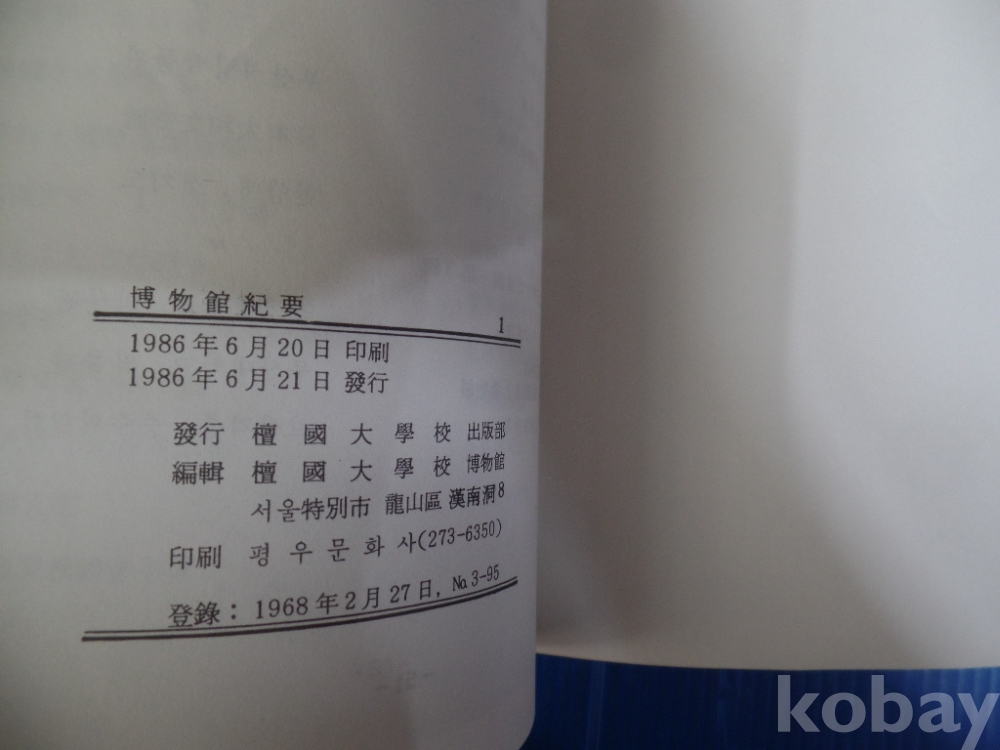 博物館紀要 1
1986年 6月 20日 印刷
1986年 6月 21日 發行
發行 檀國大學校 出版部
編輯 檀國大學校 博物館
서울特別市 龍山區 漢南洞 8
印刷 평우문화사(273-6350)
登錄: 1968年 2月 27日, No. 3-95
kobay